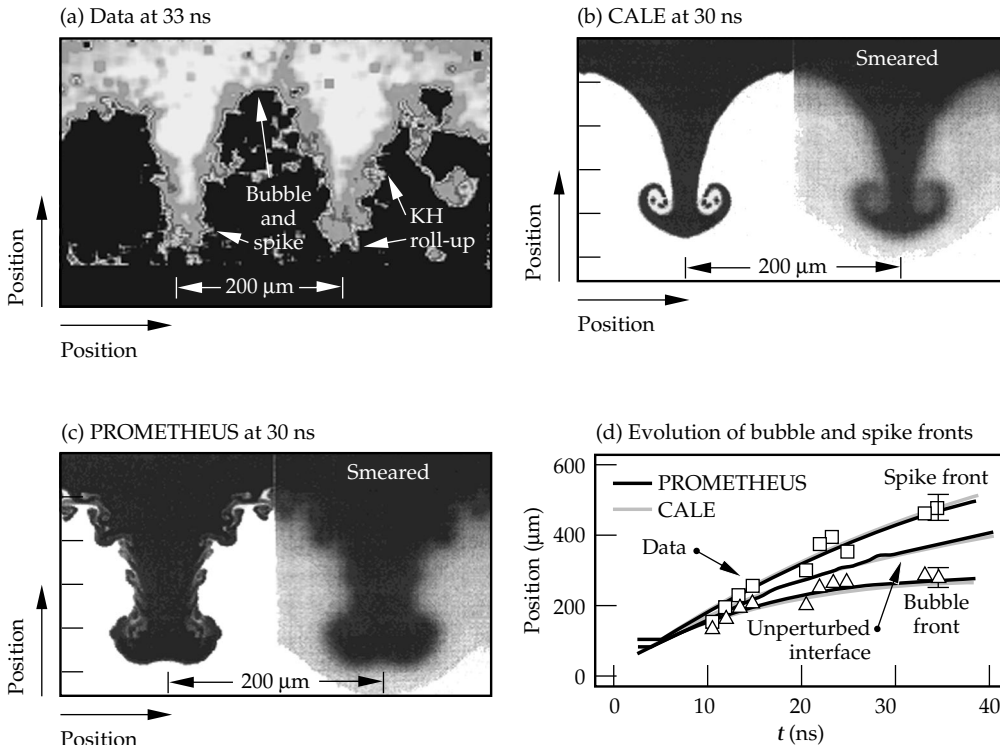 (a) Data at 33 ns
Bubble
and
spike
KH
roll-up
200 µm
Position
Position
(b) CALE at 30 ns
Smeared
200 µm
Position
Position
(c) PROMETHEUS at 30 ns
Smeared
200 µm
Position
Position
(d) Evolution of bubble and spike fronts
600
400
200
0
Position (µm)
PROMETHEUS
CALE
Spike front
Data
Unperturbed
interface
Bubble
front
0 10 20 30 40
t (ns)